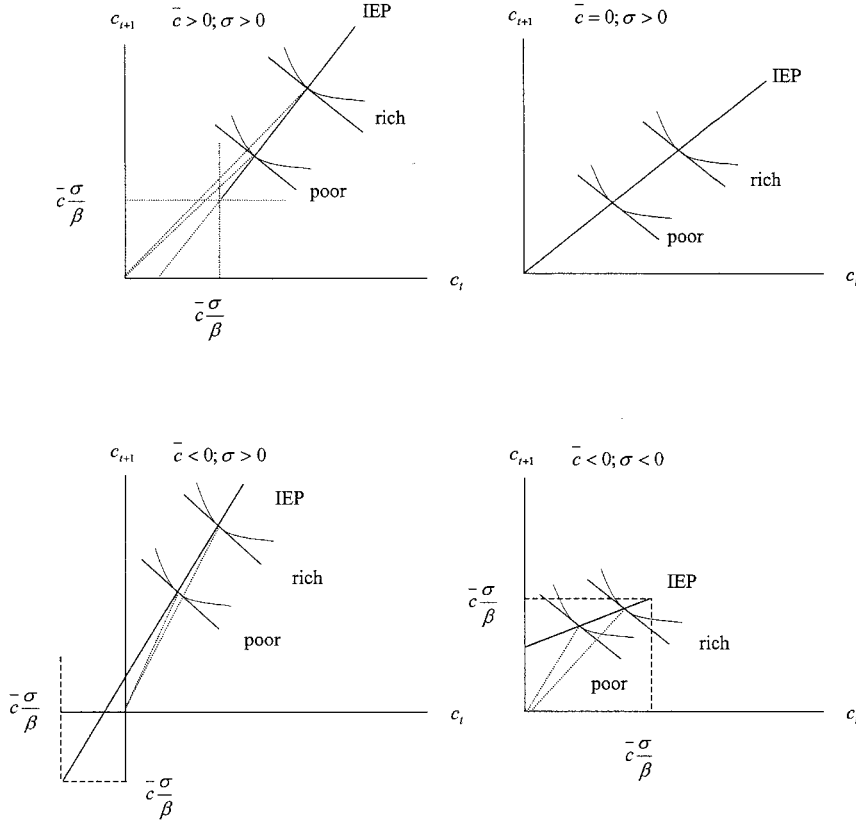 c̄ > 0; σ > 0
c_{t+1}
IEP
rich
poor
c̄ σ/β
c_t
c̄ σ/β
c̄ = 0; σ > 0
c_{t+1}
IEP
rich
poor
c_t
c̄ < 0; σ > 0
c_{t+1}
IEP
rich
poor
c̄ σ/β
c_t
c̄ σ/β
c̄ < 0; σ < 0
c_{t+1}
IEP
c̄ σ/β
rich
poor
c_t
c̄ σ/β